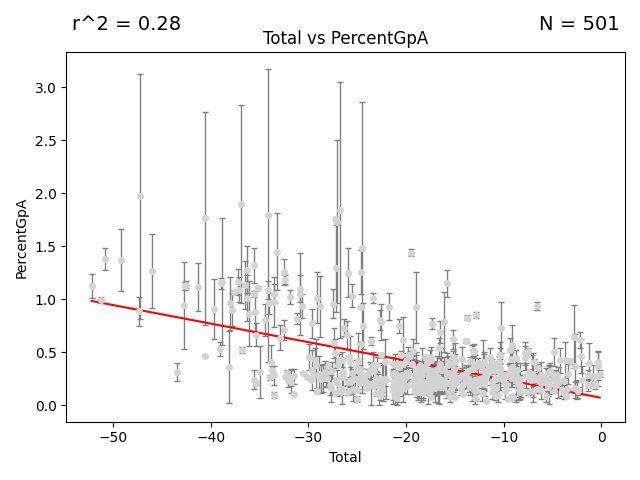 r^2 = 0.28
N = 501
Total vs PercentGpA
3.0
2.5
2.0
1.5
1.0
0.5
0.0
PercentGpA
−50
−40
−30
−20
−10
0
Total